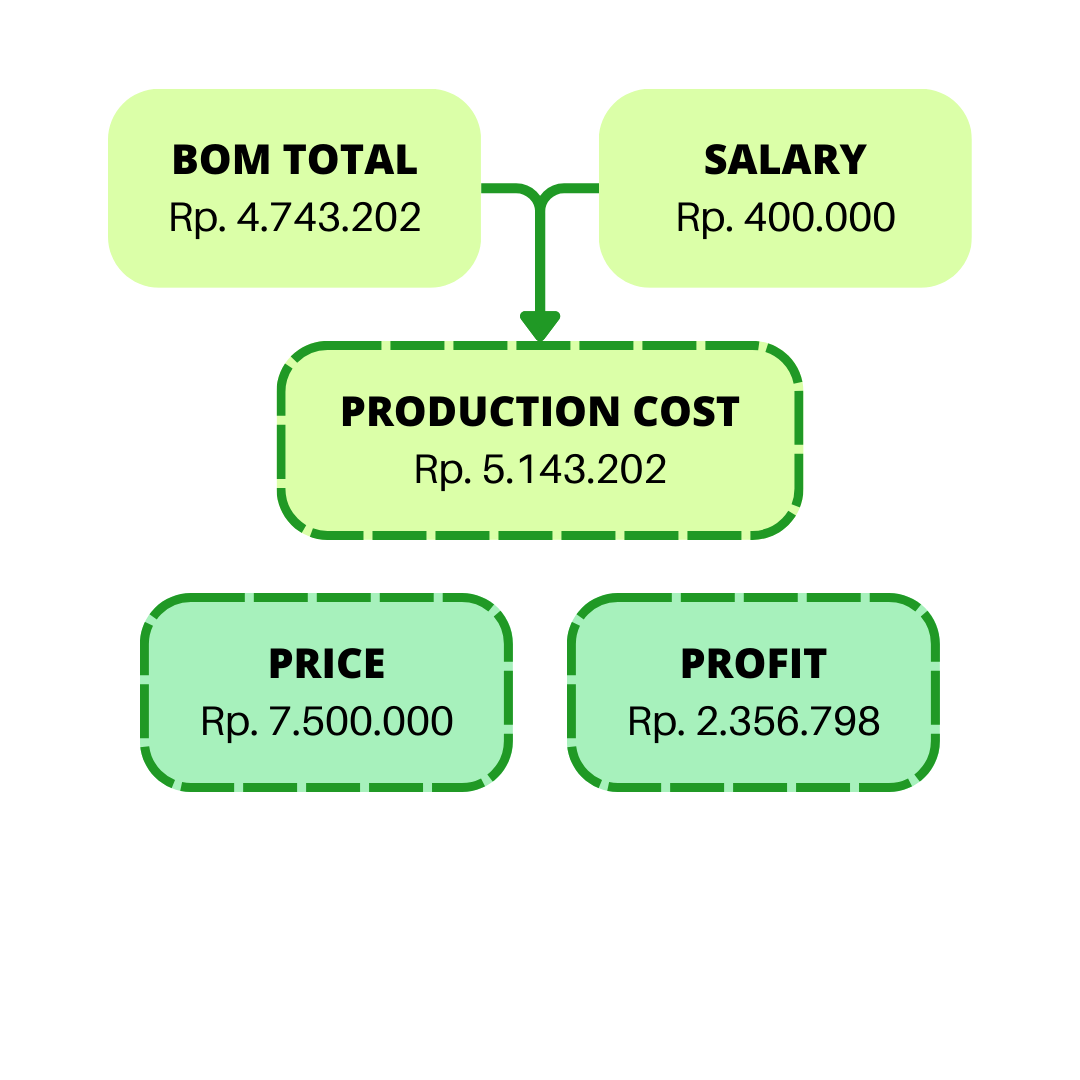 BOM TOTAL
Rp. 4.743.202
SALARY
Rp. 400.000
PRODUCTION COST
Rp. 5.143.202
PRICE
Rp. 7.500.000
PROFIT
Rp. 2.356.798